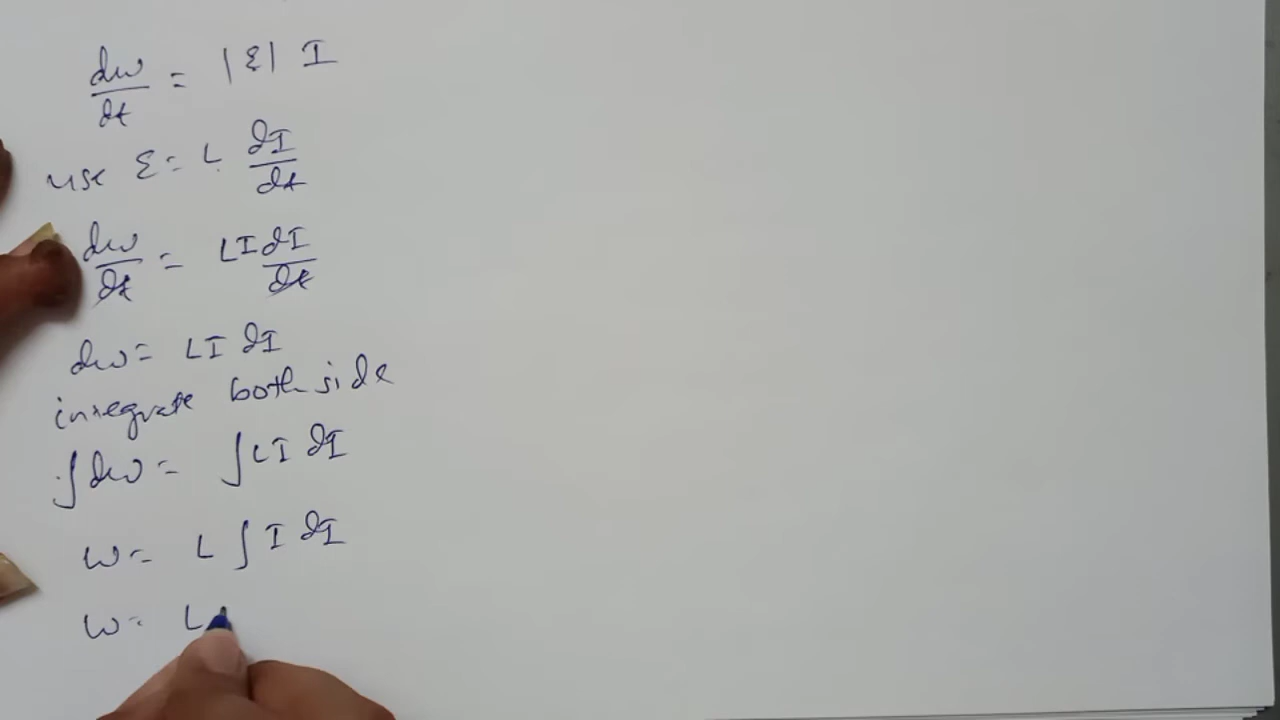 dw/dt = |ε| I
use ε = L dI/dt
dw/dt = LI dI/dt
dw = LI dI
integrate both side
∫dw = ∫LI dI
w = L ∫ I dI
w = L